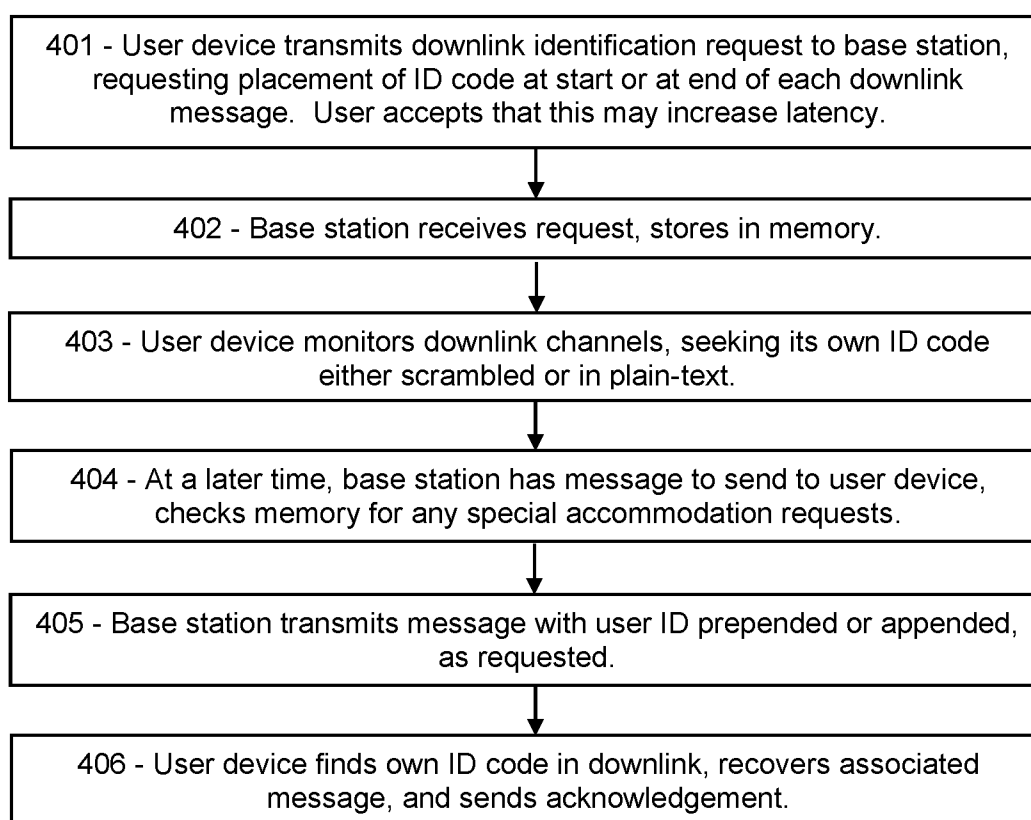 401 - User device transmits downlink identification request to base station,
requesting placement of ID code at start or at end of each downlink
message.  User accepts that this may increase latency.
402 - Base station receives request, stores in memory.
403 - User device monitors downlink channels, seeking its own ID code
either scrambled or in plain-text.
404 - At a later time, base station has message to send to user device,
checks memory for any special accommodation requests.
405 - Base station transmits message with user ID prepended or appended,
as requested.
406 - User device finds own ID code in downlink, recovers associated
message, and sends acknowledgement.